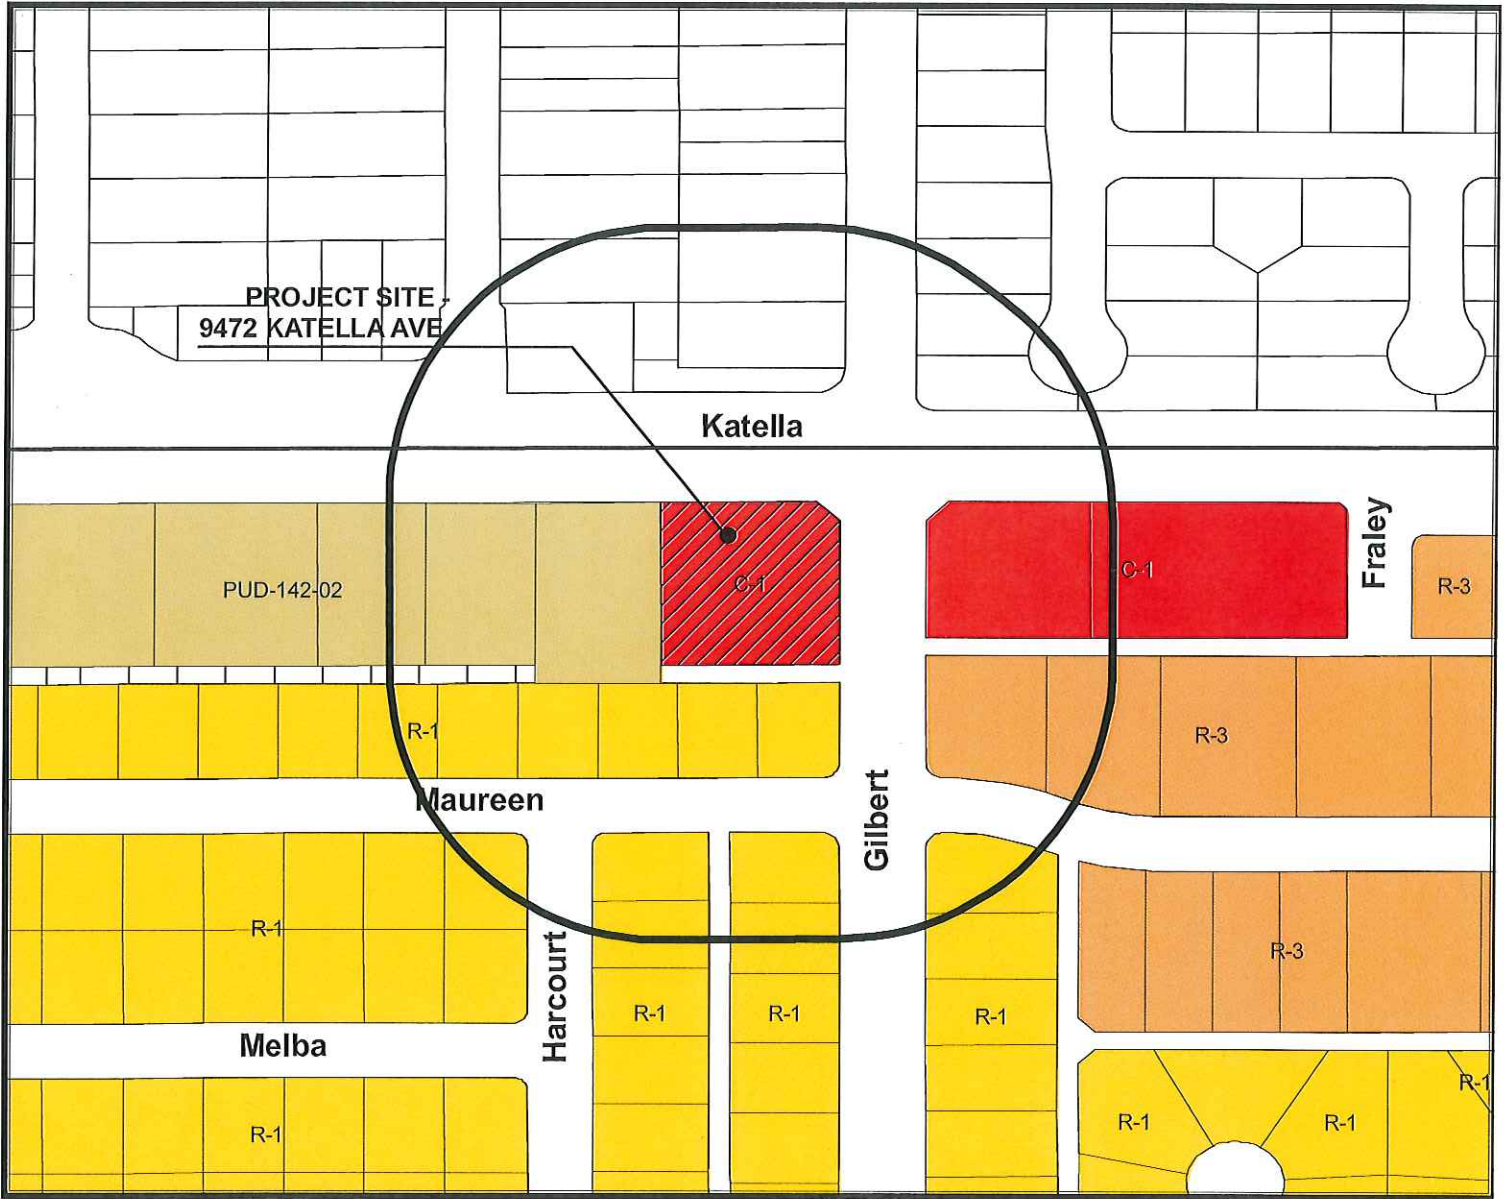 PROJECT SITE -
9472 KATELLA AVE
Katella
Fraley
PUD-142-02
C-1
C-1
R-3
R-1
R-3
Maureen
Gilbert
R-1
Harcourt
R-3
R-1
R-1
R-1
Melba
R-1
R-1
R-1
R-1